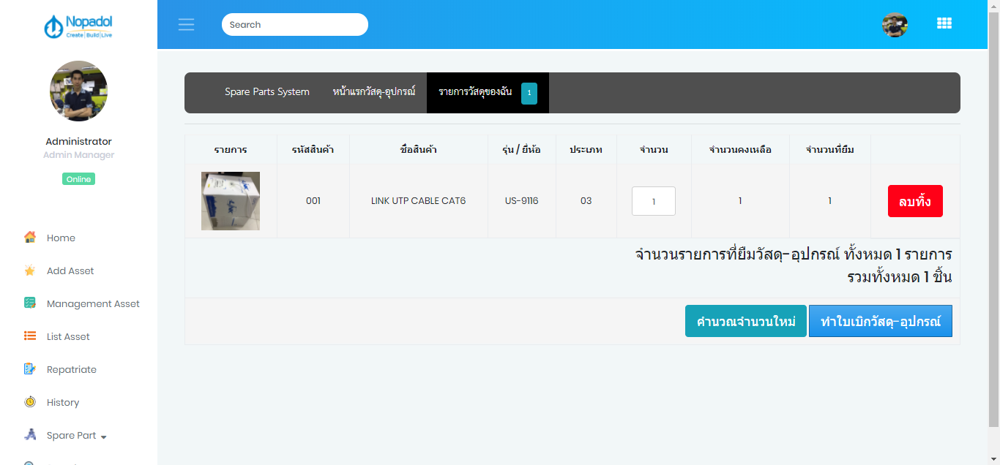 Nopadol
Create|Build|Live
Search
Administrator
Admin Manager
Online
Home
Add Asset
Management Asset
List Asset
Repatriate
History
Spare Part
Spare Parts System หน้าแรกวัสดุ-อุปกรณ์ รายการวัสดุของฉัน 1
รายการ รหัสสินค้า ชื่อสินค้า รุ่น / ยี่ห้อ ประเภท จำนวน จำนวนคงเหลือ จำนวนที่ยืม
001 LINK UTP CABLE CAT6 US-9116 03 1 1 1 ลบทิ้ง
จำนวนรายการที่ยืมวัสดุ-อุปกรณ์ ทั้งหมด 1 รายการ
รวมทั้งหมด 1 ชิ้น
คำนวณจำนวนใหม่ ทำใบเบิกวัสดุ-อุปกรณ์